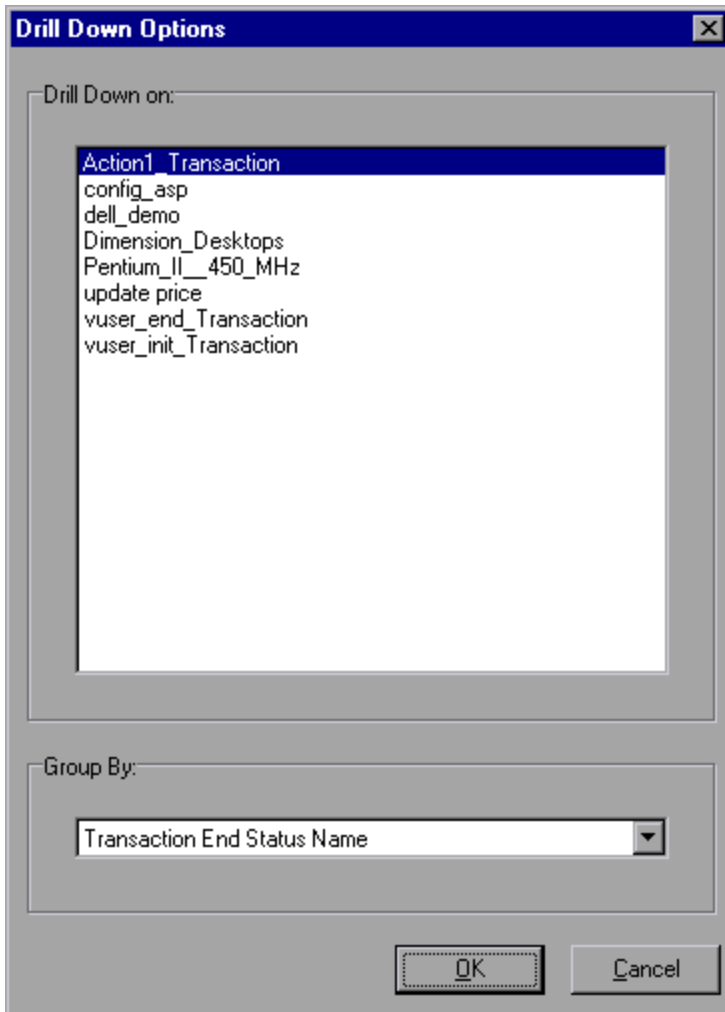 Drill Down Options
Drill Down on:
Action1_Transaction
config_asp
dell_demo
Dimension_Desktops
Pentium_II__450_MHz
update price
vuser_end_Transaction
vuser_init_Transaction
Group By:
Transaction End Status Name
OK Cancel